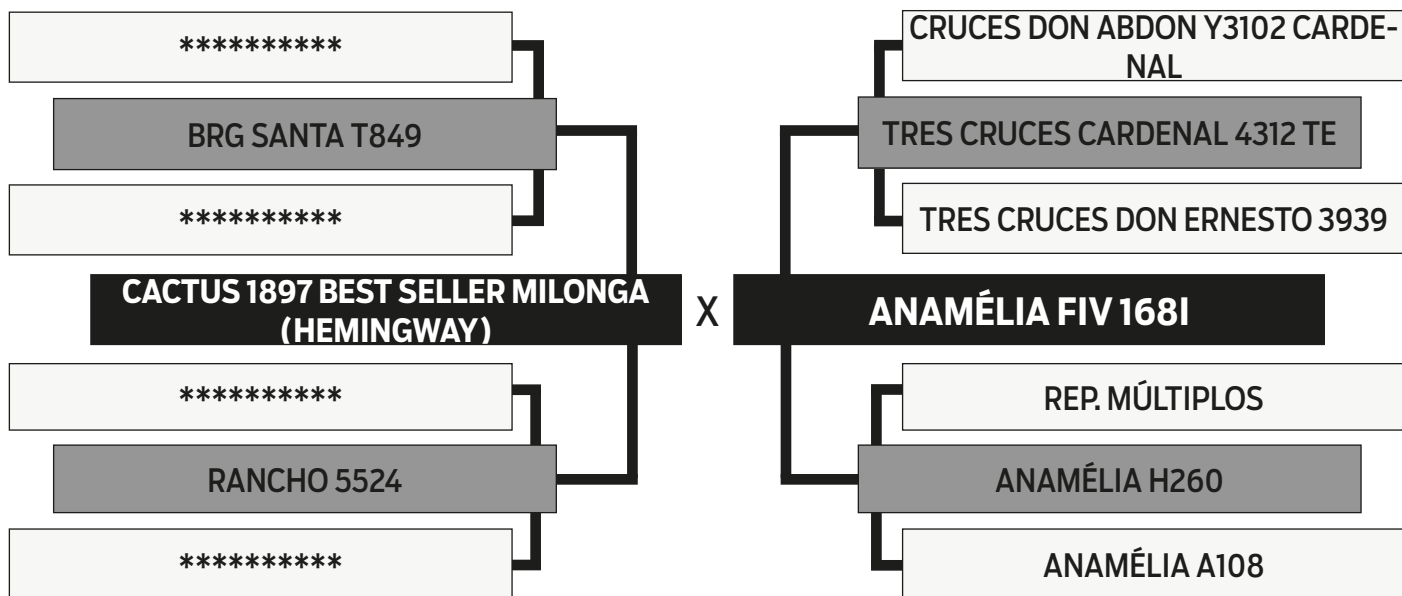 **********
BRG SANTA T849
**********
CACTUS 1897 BEST SELLER MILONGA
(HEMINGWAY)
**********
RANCHO 5524
**********
X
CRUCES DON ABDON Y3102 CARDE-
NAL
TRES CRUCES CARDENAL 4312 TE
TRES CRUCES DON ERNESTO 3939
ANAMÉLIA FIV 168I
REP. MÚLTIPLOS
ANAMÉLIA H260
ANAMÉLIA A108